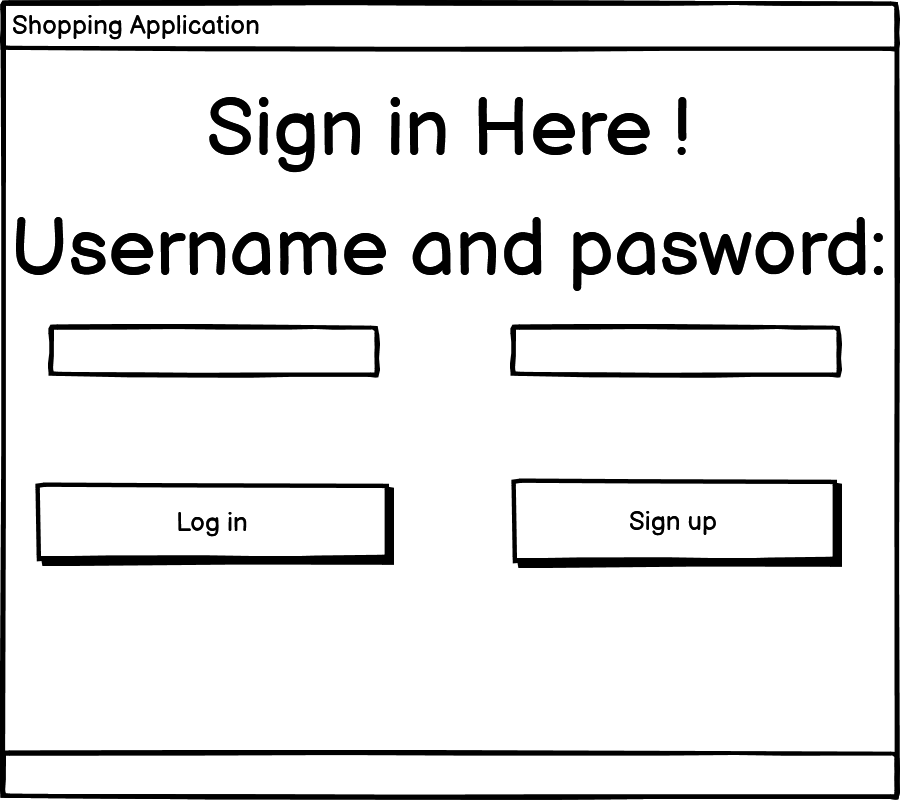 Shopping Application
Sign in Here !
Username and pasword:
Log in
Sign up